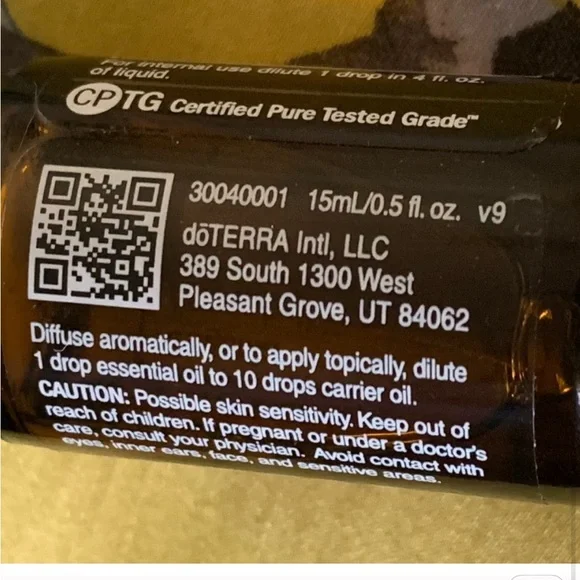 For internal use dilute 1 drop in 4 fl. oz.
of liquid.
CPTG Certified Pure Tested Grade™
30040001 15mL/0.5 fl. oz. v9
dōTERRA Intl, LLC
389 South 1300 West
Pleasant Grove, UT 84062
Diffuse aromatically, or to apply topically, dilute
1 drop essential oil to 10 drops carrier oil.
CAUTION: Possible skin sensitivity. Keep out of
reach of children. If pregnant or under a doctor's
care, consult your physician. Avoid contact with
eyes, inner ears, face, and sensitive areas.